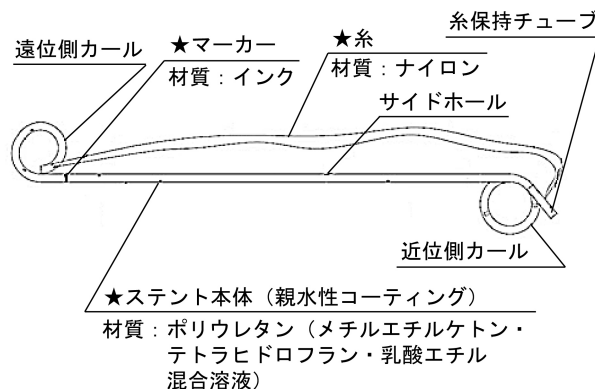 糸保持チューブ
遠位側カール
★マーカー
材質：インク
★糸
材質：ナイロン
サイドホール
近位側カール
★ステント本体（親水性コーティング）
材質：ポリウレタン（メチルエチルケトン・
テトラヒドロフラン・乳酸エチル
混合溶液）